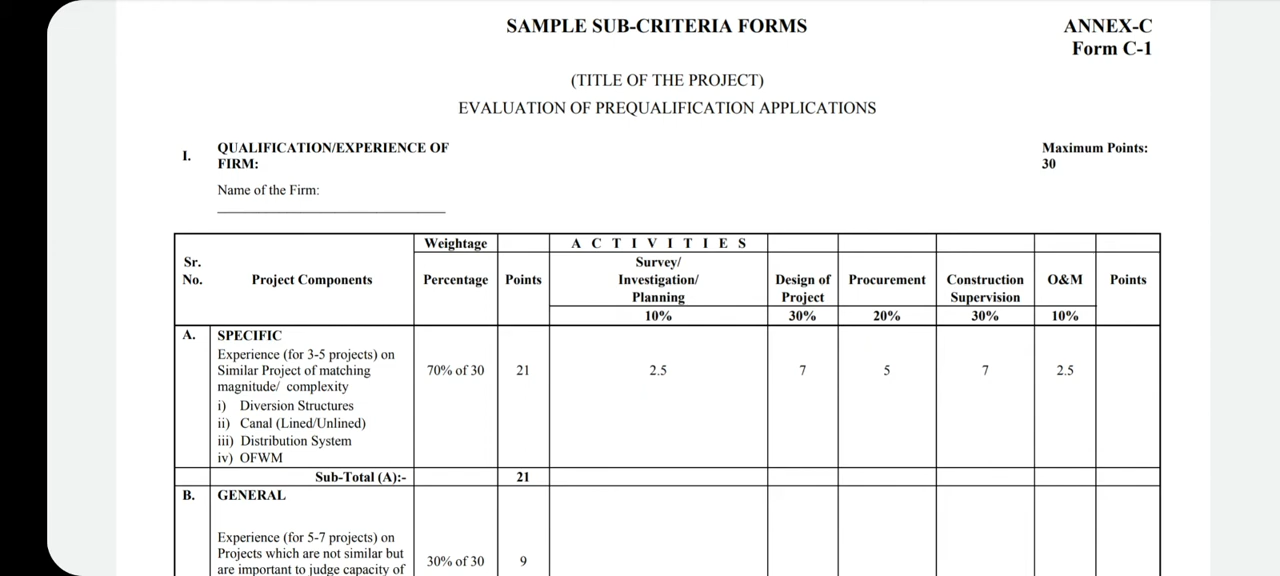 SAMPLE SUB-CRITERIA FORMS
ANNEX-C
Form C-1
(TITLE OF THE PROJECT)
EVALUATION OF PREQUALIFICATION APPLICATIONS
I. QUALIFICATION/EXPERIENCE OF
FIRM:
Maximum Points:
30
Name of the Firm:
Weightage A C T I V I T I E S
Sr.
No. Project Components Percentage Points Survey/
Investigation/
Planning Design of
Project Procurement Construction
Supervision O&M Points
10% 30% 20% 30% 10%
A. SPECIFIC
Experience (for 3-5 projects) on
Similar Project of matching 70% of 30 21 2.5 7 5 7 2.5
magnitude/ complexity
i) Diversion Structures
ii) Canal (Lined/Unlined)
iii) Distribution System
iv) OFWM
Sub-Total (A):- 21
B. GENERAL
Experience (for 5-7 projects) on
Projects which are not similar but 30% of 30 9
are important to judge capacity of